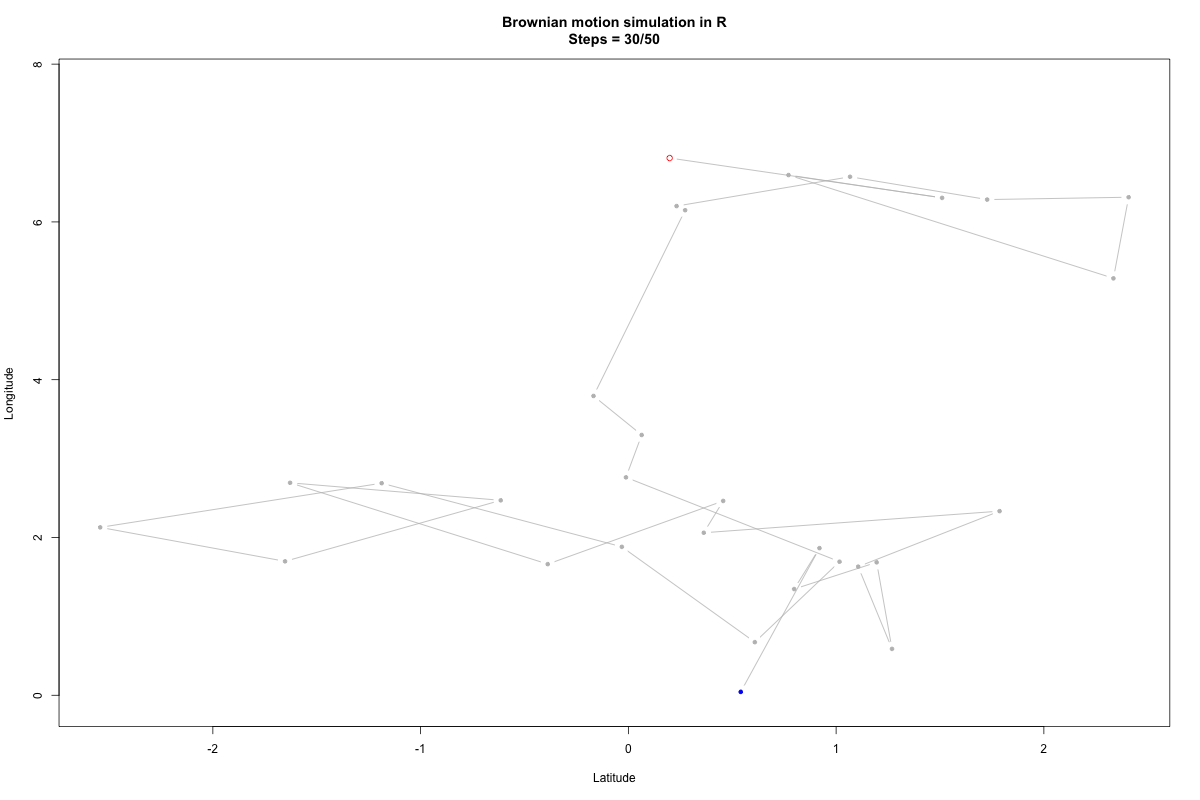 Brownian motion simulation in R
Steps = 30/50
8
6
4
2
0
Longitude
-2
-1
0
1
2
Latitude